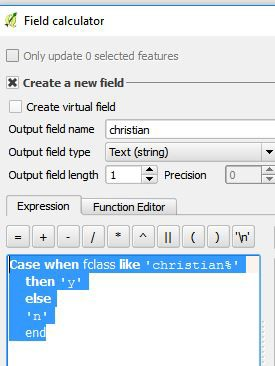 Field calculator
Only update 0 selected features
Create a new field
Create virtual field
Output field name christian
Output field type Text (string)
Output field length 1 Precision 0
Expression Function Editor
= + - / * ^ || ( ) '\n'
Case when fclass like 'christian%'
then 'y'
else
'n'
end